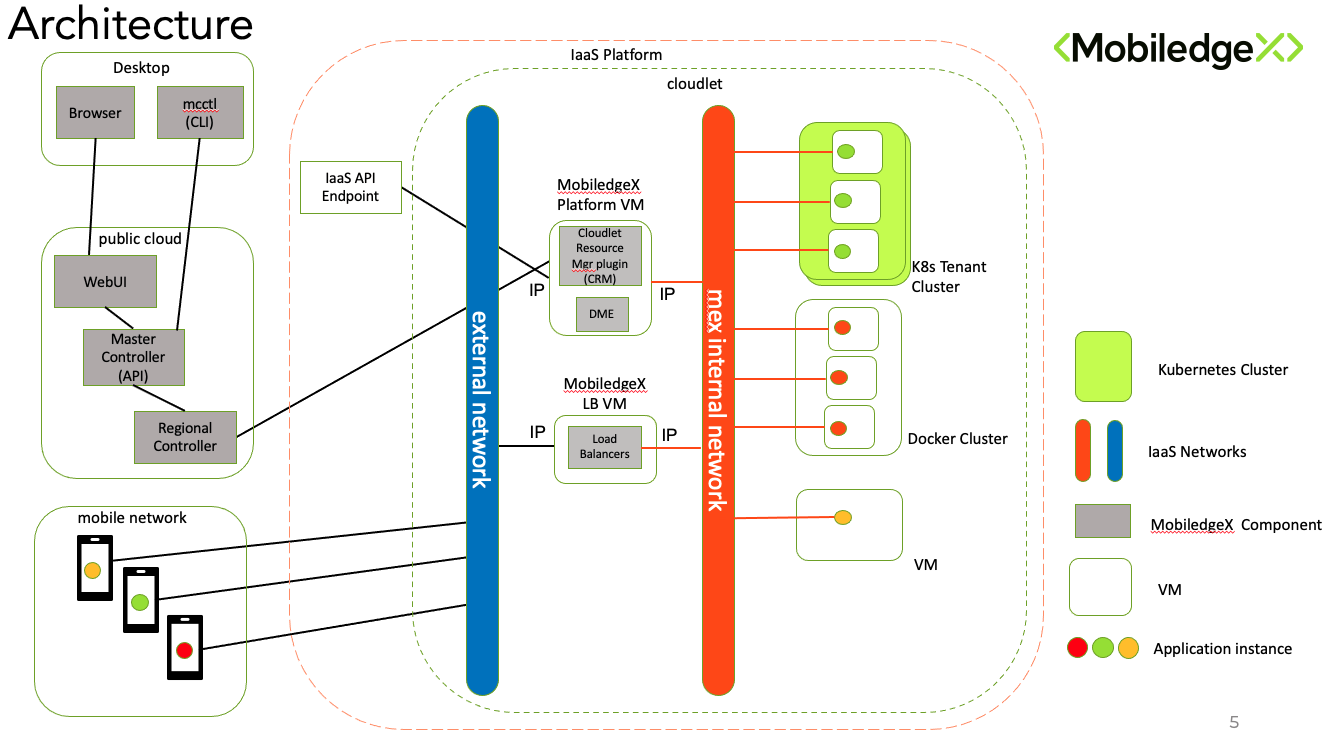 Architecture
<MobiledgeX>
Desktop
Browser
mcctl
(CLI)
public cloud
WebUI
Master
Controller
(API)
Regional
Controller
mobile network
IaaS Platform
cloudlet
IaaS API
Endpoint
external network
MobiledgeX
Platform VM
Cloudlet
Resource
Mgr plugin
(CRM)
DME
IP
IP
MobiledgeX
LB VM
Load
Balancers
IP
IP
mex internal network
K8s Tenant
Cluster
Docker Cluster
VM
Kubernetes Cluster
IaaS Networks
MobiledgeX Component
VM
Application instance
5